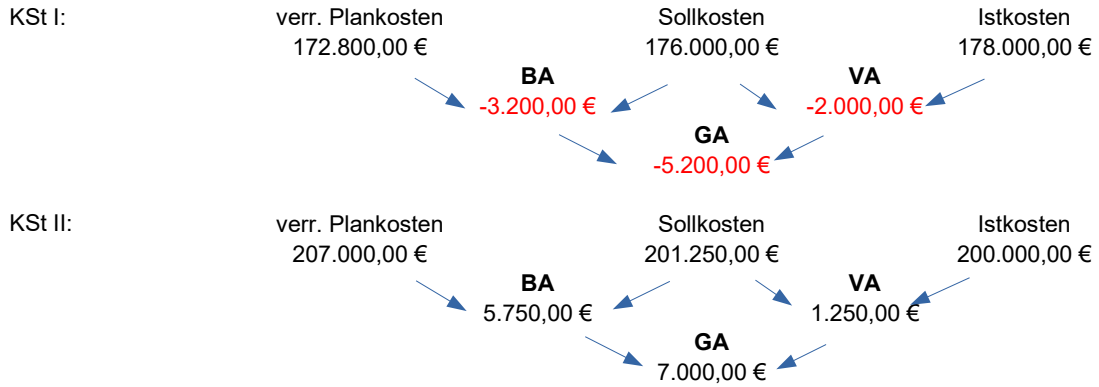 KSt I: verr. Plankosten Sollkosten Istkosten
172.800,00 € 176.000,00 € 178.000,00 €
BA VA
-3.200,00 € -2.000,00 €
GA
-5.200,00 €
KSt II: verr. Plankosten Sollkosten Istkosten
207.000,00 € 201.250,00 € 200.000,00 €
BA VA
5.750,00 € 1.250,00 €
GA
7.000,00 €